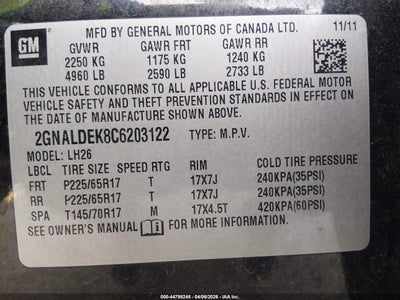 GM
MFD BY GENERAL MOTORS OF CANADA LTD.
11/11
GVWR GAWR FRT GAWR RR
2250 KG 1175 KG 1240 KG
4960 LB 2590 LB 2733 LB
THIS VEHICLE CONFORMS TO ALL APPLICABLE U.S. FEDERAL MOTOR
VEHICLE SAFETY AND THEFT PREVENTION STANDARDS IN EFFECT ON
THE DATE OF MANUFACTURE SHOWN ABOVE.
2GNALDEK8C6203122 TYPE: M.P.V.
MODEL: LH26
LBCL TIRE SIZE SPEED RTG RIM COLD TIRE PRESSURE
FRT P225/65R17 T 17X7J 240KPA(35PSI)
RR P225/65R17 T 17X7J 240KPA(35PSI)
SPA T145/70R17 M 17X4.5T 420KPA(60PSI)
SEE OWNER'S MANUAL FOR MORE INFORMATION.
000-44798248 - 04/06/2026 - IAA Inc.